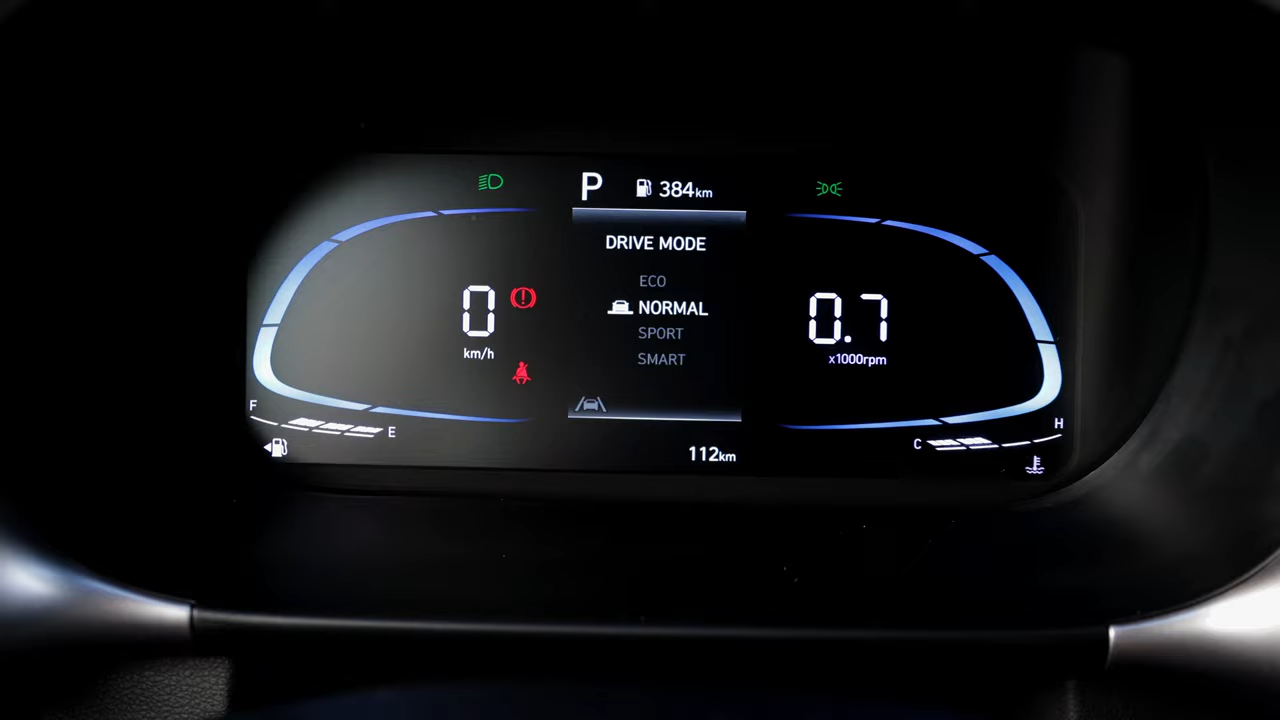 P 384km
DRIVE MODE
ECO
NORMAL
SPORT
SMART
0
km/h
0.7
x1000rpm
F
E
C
H
112km